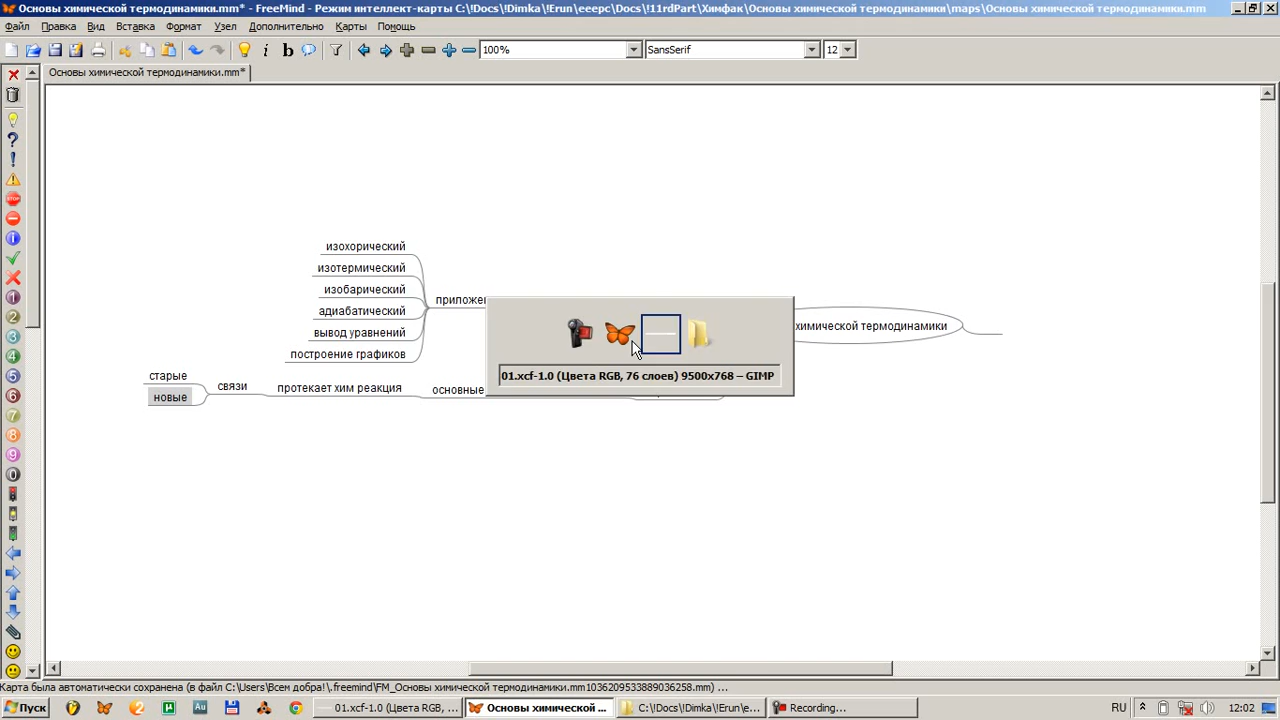 Основы химической термодинамики.mm* - FreeMind - Режим интеллект-карты C:\!Docs\!Dimka\!Erun\eeepc\Docs\!11rdPart\Химфак\Основы химической термодинамики\maps\Основы химической термодинамики.mm
Файл Правка Вид Вставка Формат Узел Дополнительно Карты Помощь
100% SansSerif 12
Основы химической термодинамики.mm*
изохорический
изотермический
изобарический
адиабатический
вывод уравнений
построение графиков
приложен
химической термодинамики
01.xcf-1.0 (Цвета RGB, 76 слоев) 9500x768 – GIMP
старые
новые
связи
протекает хим реакция
основные
Карта была автоматически сохранена (в файл C:\Users\Всем добра!\.freemind\FM_Основы химической термодинамики.mm1036209533889036258.mm) ...
Пуск 01.xcf-1.0 (Цвета RGB, ... Основы химической ... C:\!Docs\!Dimka\!Erun\e... Recording... RU 12:02